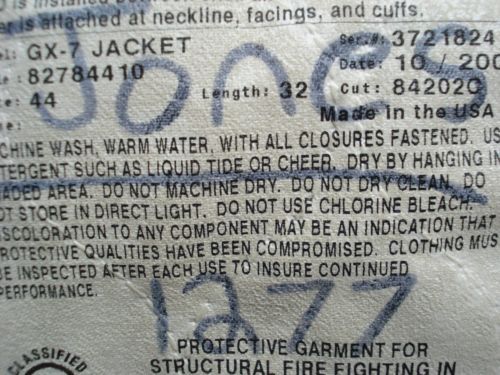 is attached at neckline, facings, and cuffs.
GX-7 JACKET Ser.#: 3721824
82784410 Date: 10 / 200
44 Length: 32 Cut: 84202C
Jones
Made in the USA
CHINE WASH, WARM WATER, WITH ALL CLOSURES FASTENED. US
TERGENT SUCH AS LIQUID TIDE OR CHEER. DRY BY HANGING IN
ADED AREA. DO NOT MACHINE DRY. DO NOT DRY CLEAN. DO
OT STORE IN DIRECT LIGHT. DO NOT USE CHLORINE BLEACH.
ISCOLORATION TO ANY COMPONENT MAY BE AN INDICATION THAT
ROTECTIVE QUALITIES HAVE BEEN COMPROMISED. CLOTHING MUS
BE INSPECTED AFTER EACH USE TO INSURE CONTINUED
PERFORMANCE.
1277
CLASSIFIED
PROTECTIVE GARMENT FOR
STRUCTURAL FIRE FIGHTING IN